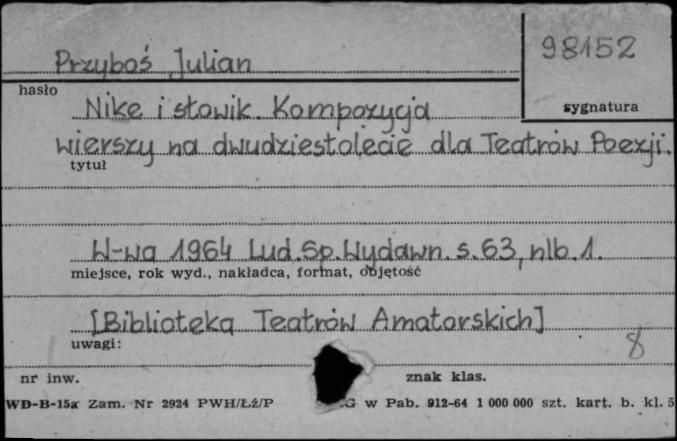 Przyboś Julian
98152
hasło
sygnatura
Nike i słowik. Kompozycja
wierszy na dwudziestolecie dla Teatrów Poezji.
tytuł
W-wa 1964 Lud. Sp. Wydawn. s. 63, nlb. 1.
miejsce, rok wyd., nakładca, format, objętość
[Biblioteka Teatrów Amatorskich]
uwagi:
8
nr inw.
znak klas.
WD-B-15a Zam. Nr 2924 PWH/Łź/P G w Pab. 912-64 1 000 000 szt. kart. b. kl. 5